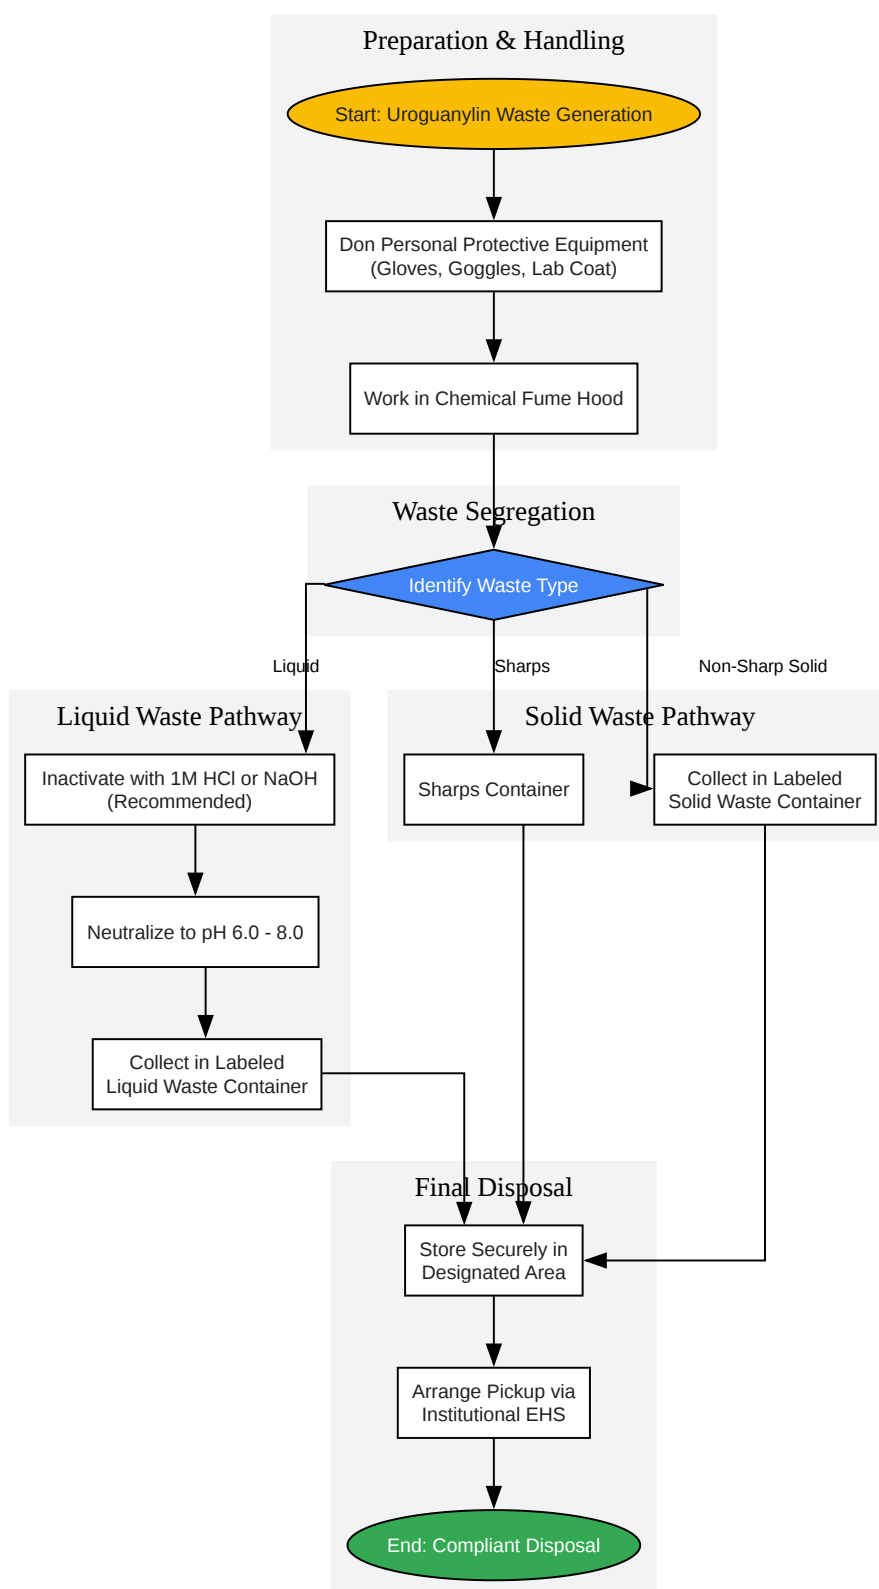 Preparation & Handling
Start: Uroguanylin Waste Generation
Don Personal Protective Equipment
(Gloves, Goggles, Lab Coat)
Work in Chemical Fume Hood
Waste Segregation
Identify Waste Type
Liquid
Sharps
Non-Sharp Solid
Liquid Waste Pathway
Inactivate with 1M HCl or NaOH
(Recommended)
Neutralize to pH 6.0 - 8.0
Collect in Labeled
Liquid Waste Container
Solid Waste Pathway
Sharps Container
Collect in Labeled
Solid Waste Container
Final Disposal
Store Securely in
Designated Area
Arrange Pickup via
Institutional EHS
End: Compliant Disposal